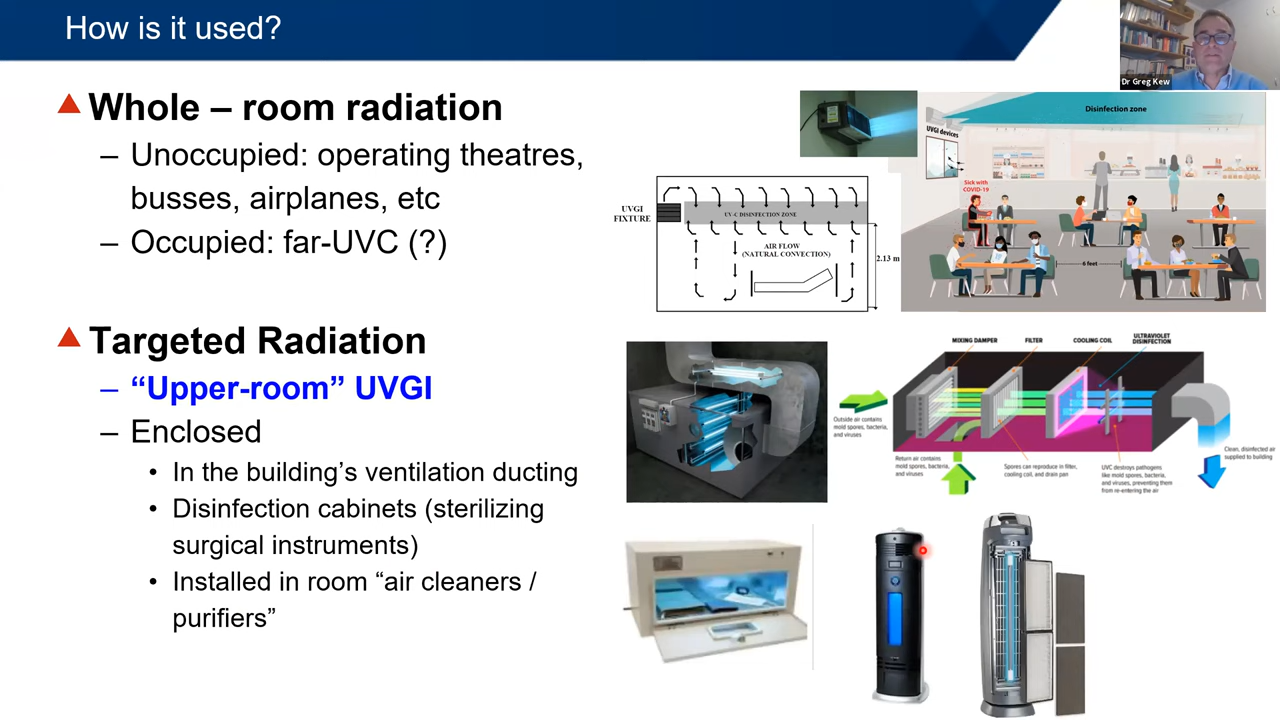 How is it used?
Dr Greg Kew
Whole – room radiation
– Unoccupied: operating theatres,
busses, airplanes, etc
– Occupied: far-UVC (?)
Targeted Radiation
– “Upper-room” UVGI
– Enclosed
• In the building’s ventilation ducting
• Disinfection cabinets (sterilizing
surgical instruments)
• Installed in room “air cleaners /
purifiers”
UVGI
FIXTURE
UV-C DISINFECTION ZONE
AIR FLOW
(NATURAL CONVECTION)
2.13 m
Disinfection zone
UVGI devices
Sick with
COVID-19
6 feet
MIXING DAMPER
FILTER
COOLING COIL
ULTRAVIOLET
DISINFECTION
Outside air contains
mold spores, bacteria,
and viruses
Return air contains
mold spores, bacteria,
and viruses
Spores can reproduce in filter,
cooling coil, and drain pan
UVC destroys pathogens
like mold spores, bacteria,
and viruses, preventing them
from re-entering the air
Clean, disinfected air
supplied to building